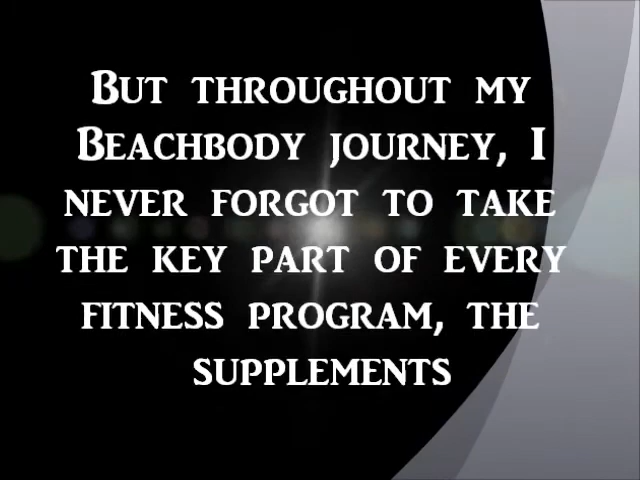 But throughout my
Beachbody journey, I
never forgot to take
the key part of every
fitness program, the
supplements